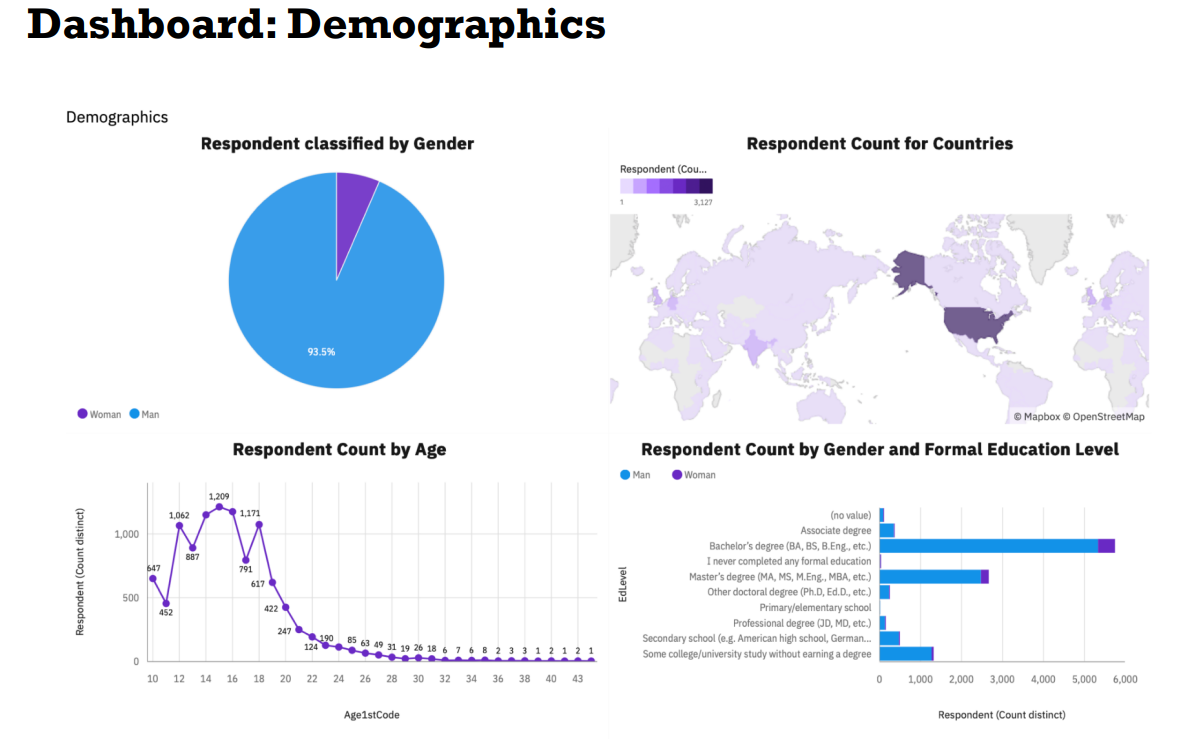 Dashboard: Demographics
Demographics
Respondent classified by Gender
93.5%
Woman Man
Respondent Count for Countries
Respondent (Cou...
1 3,127
© Mapbox © OpenStreetMap
Respondent Count by Age
Respondent (Count distinct)
1,000
500
0
647
452
1,062
887
1,209
1,171
791
617
422
247
124
190
85 63 49 31 19 26 18 6 7 6 8 2 3 3 1 2 1 2 1
10 12 14 16 18 20 22 24 26 28 30 32 34 36 38 40 43
Age1stCode
Respondent Count by Gender and Formal Education Level
Man Woman
EdLevel
(no value)
Associate degree
Bachelor's degree (BA, BS, B.Eng., etc.)
I never completed any formal education
Master's degree (MA, MS, M.Eng., MBA, etc.)
Other doctoral degree (Ph.D, Ed.D., etc.)
Primary/elementary school
Professional degree (JD, MD, etc.)
Secondary school (e.g. American high school, German...
Some college/university study without earning a degree
0 1,000 2,000 3,000 4,000 5,000 6,000
Respondent (Count distinct)